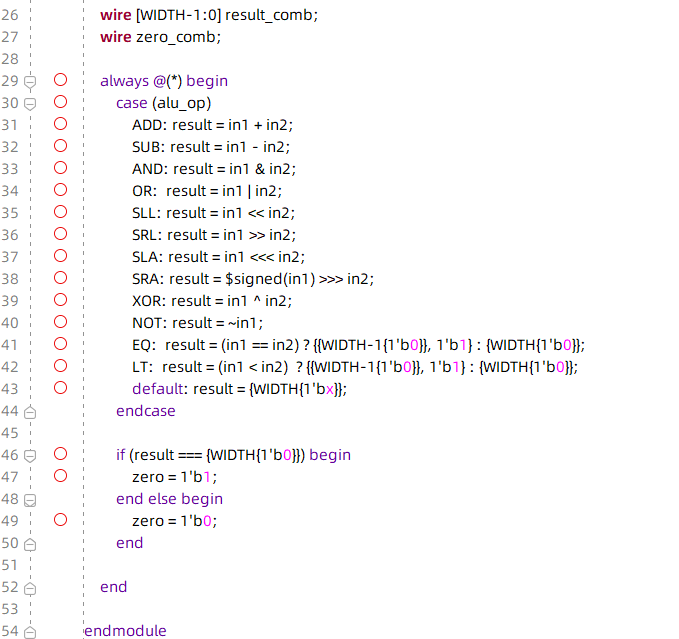 26 wire [WIDTH-1:0] result_comb;
27 wire zero_comb;
28
29 always @(*) begin
30 case (alu_op)
31 ADD: result = in1 + in2;
32 SUB: result = in1 - in2;
33 AND: result = in1 & in2;
34 OR:  result = in1 | in2;
35 SLL: result = in1 << in2;
36 SRL: result = in1 >> in2;
37 SLA: result = in1 <<< in2;
38 SRA: result = $signed(in1) >>> in2;
39 XOR: result = in1 ^ in2;
40 NOT: result = ~in1;
41 EQ:  result = (in1 == in2) ? {{WIDTH-1{1'b0}}, 1'b1} : {WIDTH{1'b0}};
42 LT:  result = (in1 < in2)  ? {{WIDTH-1{1'b0}}, 1'b1} : {WIDTH{1'b0}};
43 default: result = {WIDTH{1'bx}};
44 endcase
45
46 if (result === {WIDTH{1'b0}}) begin
47 zero = 1'b1;
48 end else begin
49 zero = 1'b0;
50 end
51
52 end
53
54 endmodule